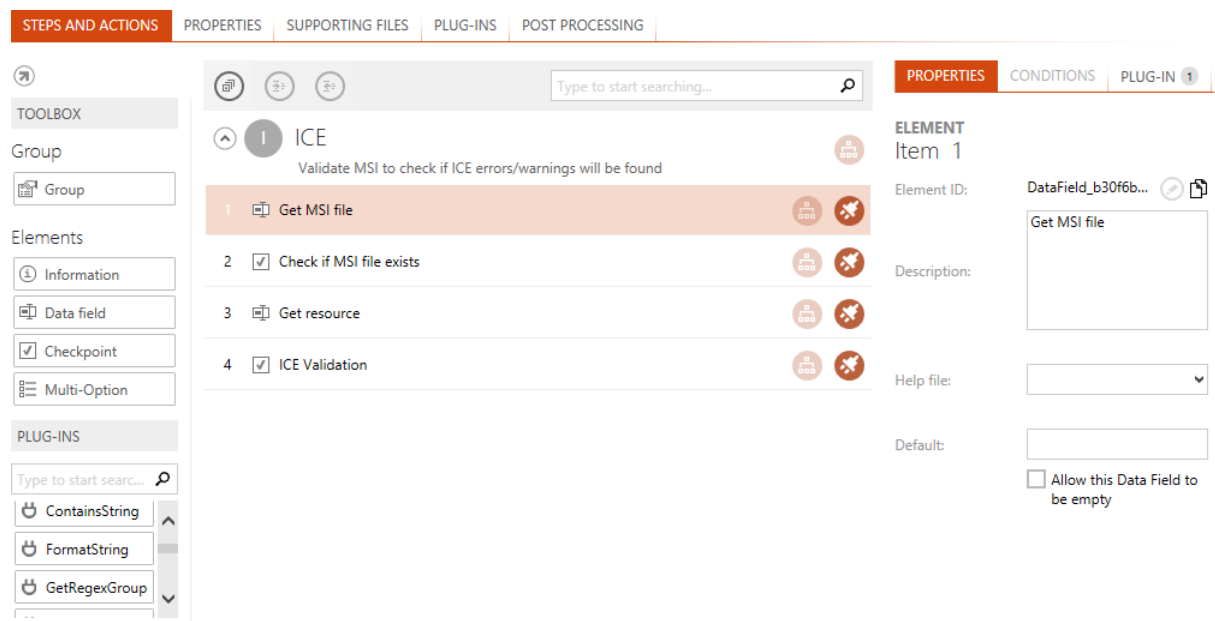 STEPS AND ACTIONS PROPERTIES SUPPORTING FILES PLUG-INS POST PROCESSING
TOOLBOX
Group
Group
Elements
Information
Data field
Checkpoint
Multi-Option
PLUG-INS
Type to start searc...
ContainsString
FormatString
GetRegexGroup
Type to start searching...
I ICE
Validate MSI to check if ICE errors/warnings will be found
1 Get MSI file
2 Check if MSI file exists
3 Get resource
4 ICE Validation
PROPERTIES CONDITIONS PLUG-IN 1
ELEMENT
Item 1
Element ID: DataField_b30f6b...
Get MSI file
Description:
Help file:
Default:
Allow this Data Field to
be empty